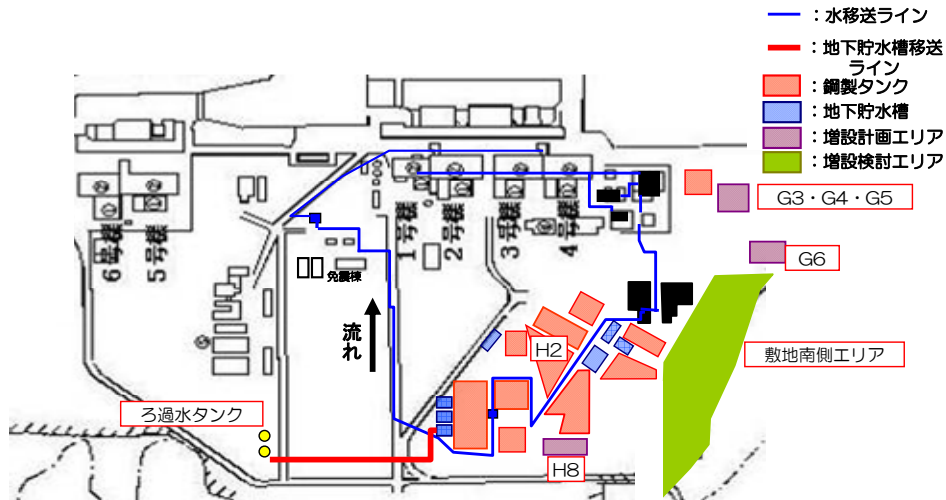 ：水移送ライン
：地下貯水槽移送
ライン
：鋼製タンク
：地下貯水槽
：増設計画エリア
：増設検討エリア
G3・G4・G5
G6
敷地南側エリア
6号機
5号機
1号機
2号機
3号機
4号機
免震棟
流れ
H2
ろ過水タンク
H8